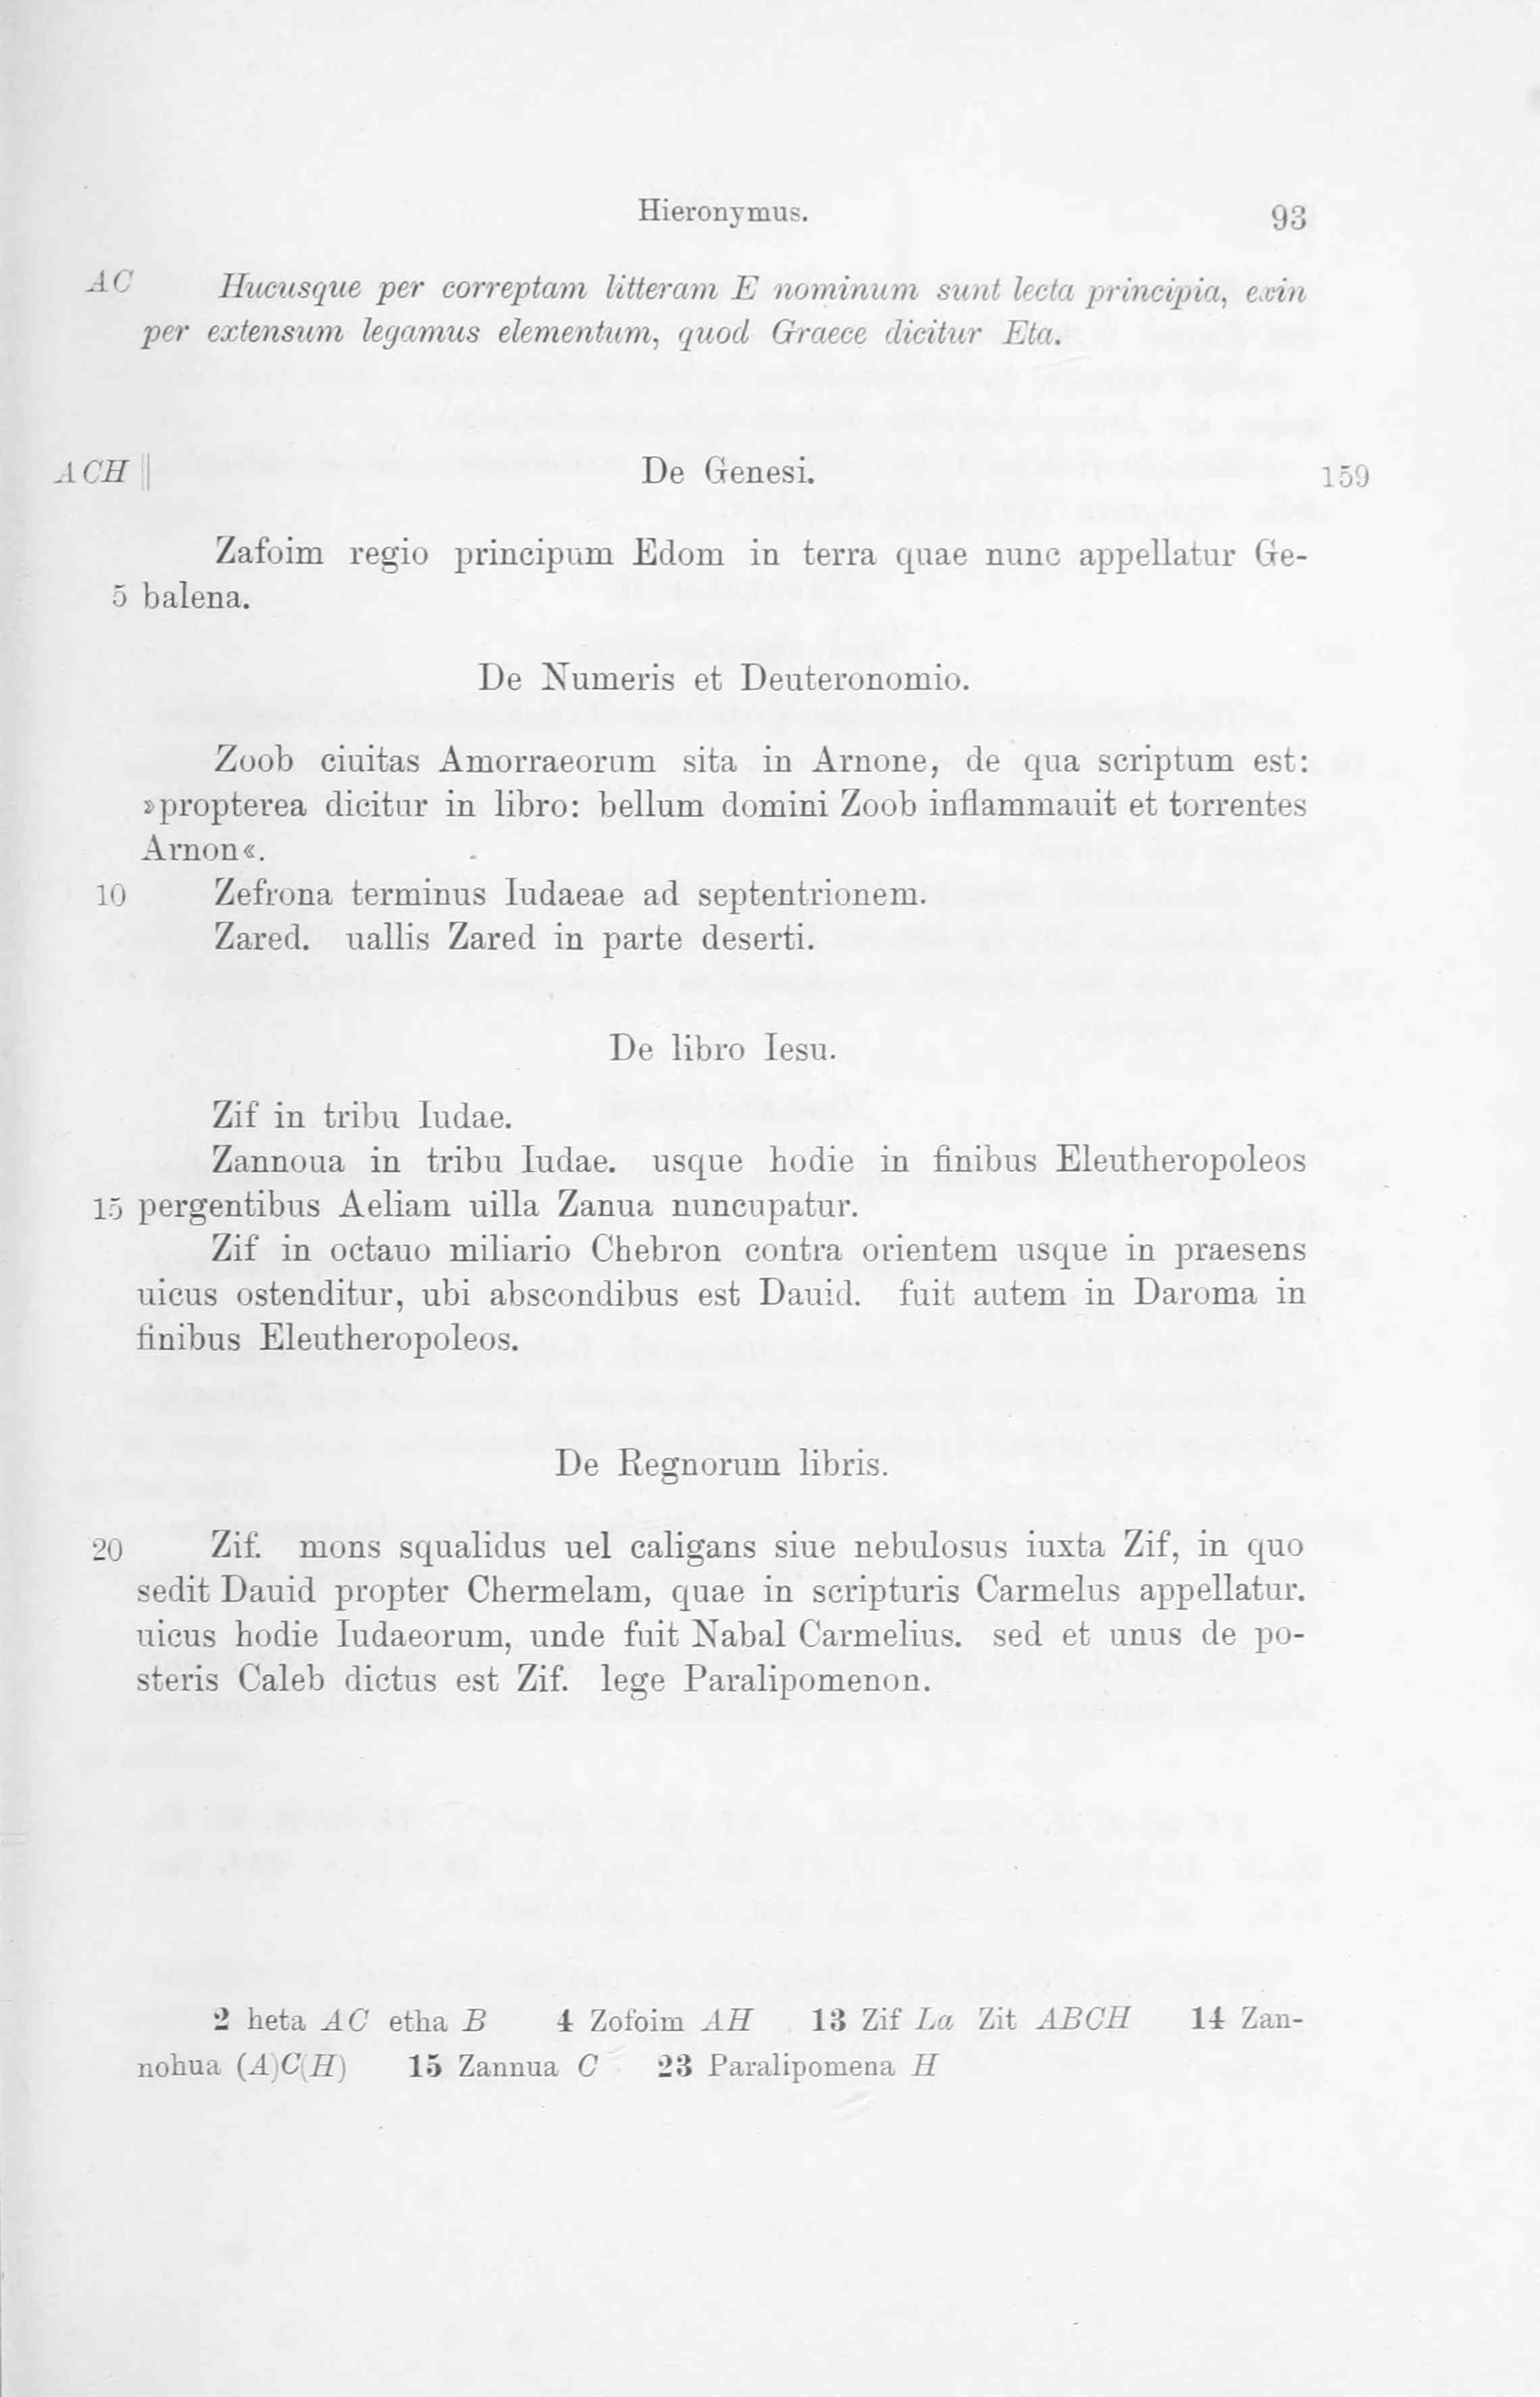 Hieronymus. 93
AC Hucusque per correptam litteram E nominum sunt lecta principia, exin
per extensum legamus elementum, quod Graece dicitur Eta.
ACH || De Genesi. 159
Zafoim regio principum Edom in terra quae nunc appellatur Ge-
5 balena.
De Numeris et Deuteronomio.
Zoob ciuitas Amorraeorum sita in Arnone, de qua scriptum est:
»propterea dicitur in libro: bellum domini Zoob inflammauit et torrentes
Arnon«.
10 Zefrona terminus Iudaeae ad septentrionem.
Zared. uallis Zared in parte deserti.
De libro Iesu.
Zif in tribu Iudae.
Zannoua in tribu Iudae. usque hodie in finibus Eleutheropoleos
15 pergentibus Aeliam uilla Zanua nuncupatur.
Zif in octauo miliario Chebron contra orientem usque in praesens
uicus ostenditur, ubi abscondibus est Dauid. fuit autem in Daroma in
finibus Eleutheropoleos.
De Regnorum libris.
20 Zif. mons squalidus uel caligans siue nebulosus iuxta Zif, in quo
sedit Dauid propter Chermelam, quae in scripturis Carmelus appellatur.
uicus hodie Iudaeorum, unde fuit Nabal Carmelius. sed et unus de po-
steris Caleb dictus est Zif. lege Paralipomenon.
2 heta AC etha B 4 Zofoim AH 13 Zif La Zit ABCH 14 Zan-
nohua (A)C(H) 15 Zannua C 23 Paralipomena H